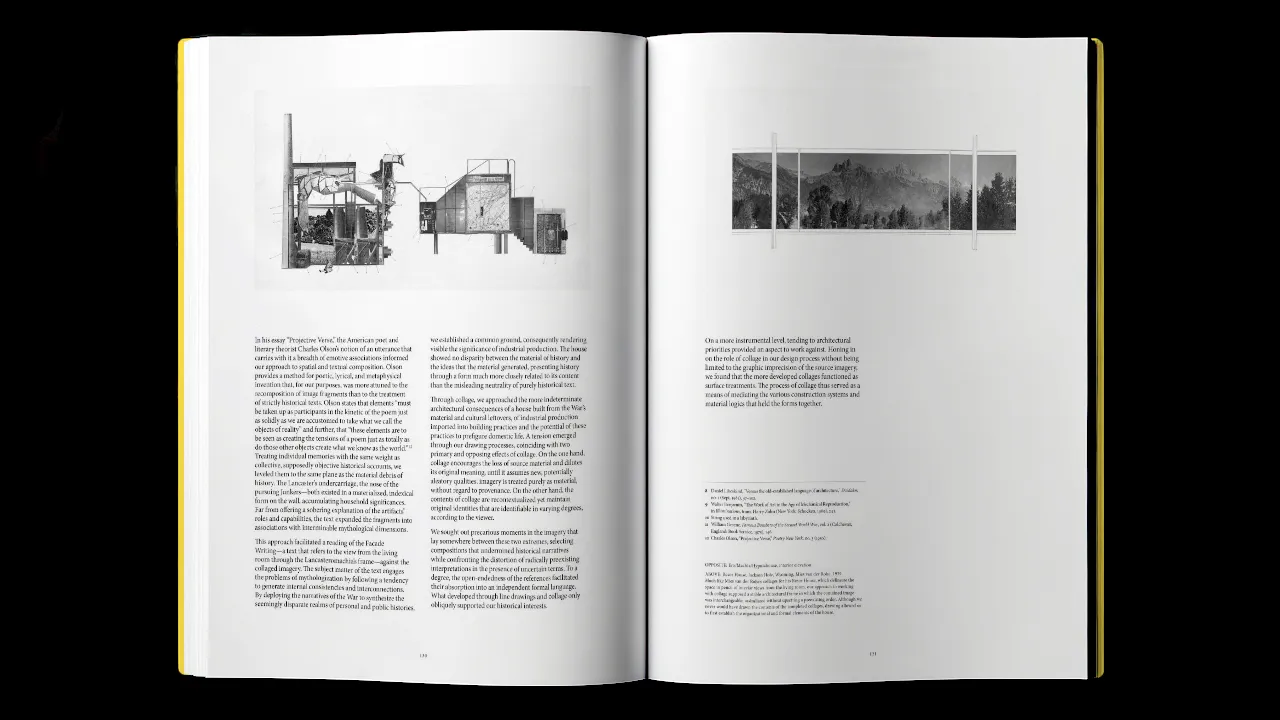 In his essay "Projective Verse," the American poet and
literary theorist Charles Olson's notion of an utterance that
carries with it a breadth of emotive associations informed
our approach to spatial and textual composition. Olson
provides a method for poetic, lyrical, and metaphysical
invention that, for our purposes, was more attuned to the
recomposition of image fragments than to the treatment
of strictly historical texts. Olson states that elements "must
be taken up as participants in the kinetic of the poem just
as solidly as we are accustomed to take what we call the
objects of reality" and further, that "these elements are to
be seen as creating the tensions of a poem just as totally as
do those other objects create what we know as the world."
Treating individual memories with the same weight as
collective, supposedly objective historical accounts, we
leveled them to the same plane as the material debris of
history. The Lancaster's undercarriage, the nose of the
pursuing Junkers—both existed in a materialized, indexical
form on the wall, accumulating household significances.
Far from offering a sobering explanation of the artifacts'
roles and capabilities, the text expanded the fragments into
associations with interminable mythological dimensions.
This approach facilitated a reading of the Facade
Writing—a text that refers to the view from the living
room through the Lancastermachinaframe—against the
collaged imagery. The subject matter of the text engages
the problems of mythologization by following a tendency
to generate internal consistencies and interconnections.
By deploying the narratives of the War to synthesize the
seemingly disparate realms of personal and public histories,
we established a common ground, consequently rendering
visible the significance of industrial production. The house
showed no disparity between the material of history and
the ideas that the material generated, presenting history
through a form much more closely related to its content
than the misleading neutrality of purely historical text.
Through collage, we approached the more indeterminate
architectural consequences of a house built from the War's
material and cultural leftovers, of industrial production
imported into building practices and the potential of these
practices to prefigure domestic life. A tension emerged
through our drawing processes, coinciding with two
primary and opposing effects of collage. On the one hand,
collage encourages the loss of source material and dilutes
its original meaning, until it assumes new, potentially
aleatory qualities, imagery is treated purely as material,
without regard to provenance. On the other hand, the
contents of collage are recontextualized yet maintain
original identities that are identifiable in varying degrees,
according to the viewer.
We sought out precarious moments in the imagery that
lay somewhere between these two extremes, selecting
compositions that undermined historical narratives
while confronting the distortion of radically preexisting
interpretations in the presence of uncertain terms. To a
degree, the open-endedness of the references facilitated
their absorption into an independent formal language.
What developed through line drawings and collage only
obliquely supported our historical interests.
130
On a more instrumental level, tending to architectural
priorities provided an aspect to work against. Honing in
on the role of collage in our design process without being
limited to the graphic imprecision of the source imagery,
we found that the more developed collages functioned as
surface treatments. The process of collage thus served as a
means of mediating the various construction systems and
material logics that held the forms together.
131